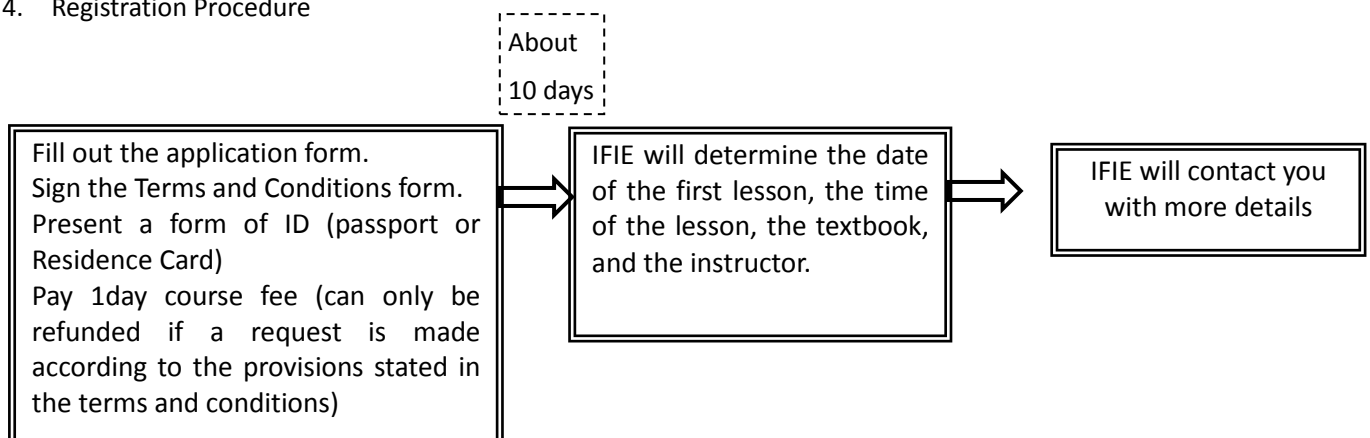 4. Registration Procedure
About
10 days
Fill out the application form.
Sign the Terms and Conditions form.
Present a form of ID (passport or
Residence Card)
Pay 1day course fee (can only be
refunded if a request is made
according to the provisions stated in
the terms and conditions)
IFIE will determine the date
of the first lesson, the time
of the lesson, the textbook,
and the instructor.
IFIE will contact you
with more details